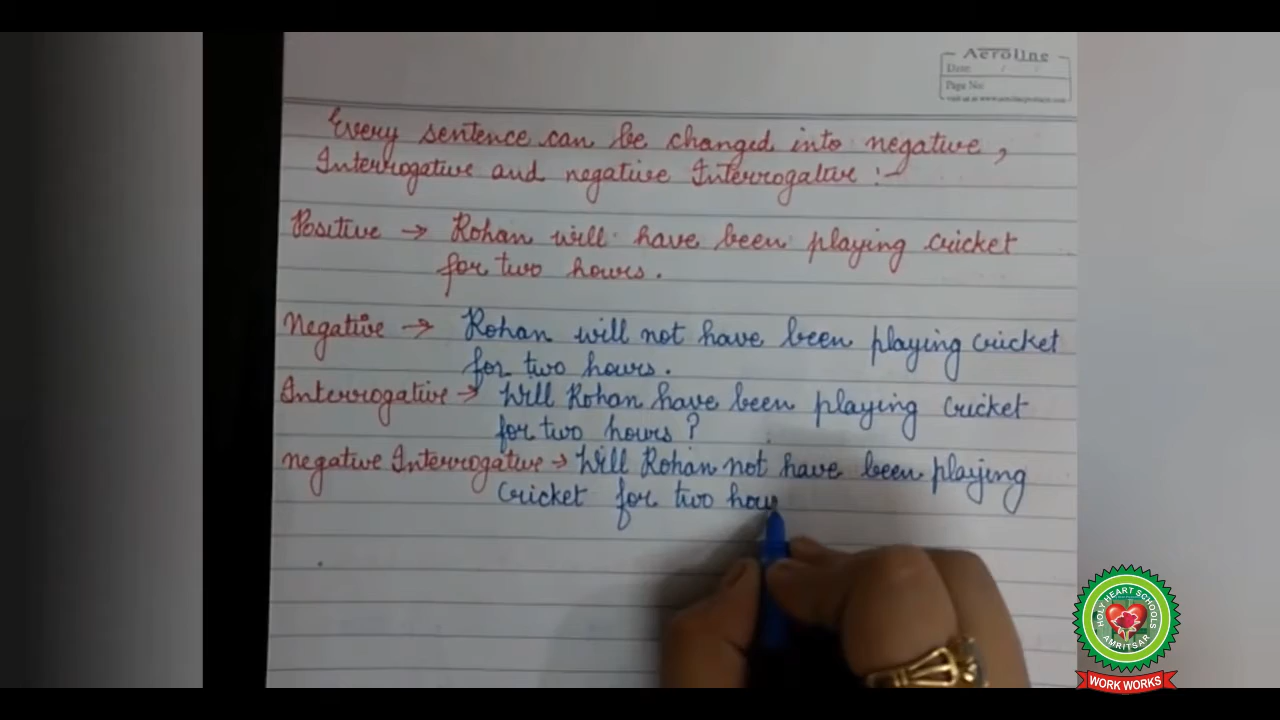 Aeroline
Date: / /
Page No:
Every sentence can be changed into negative,
Interrogative and negative Interrogative :-
Positive → Rohan will have been playing cricket
for two hours.
Negative → Rohan will not have been playing cricket
for two hours.
Interrogative → Will Rohan have been playing cricket
for two hours?
negative Interrogative → Will Rohan not have been playing
cricket for two hou
HOLY HEART SCHOOLS
AMRITSAR
WORK WORKS